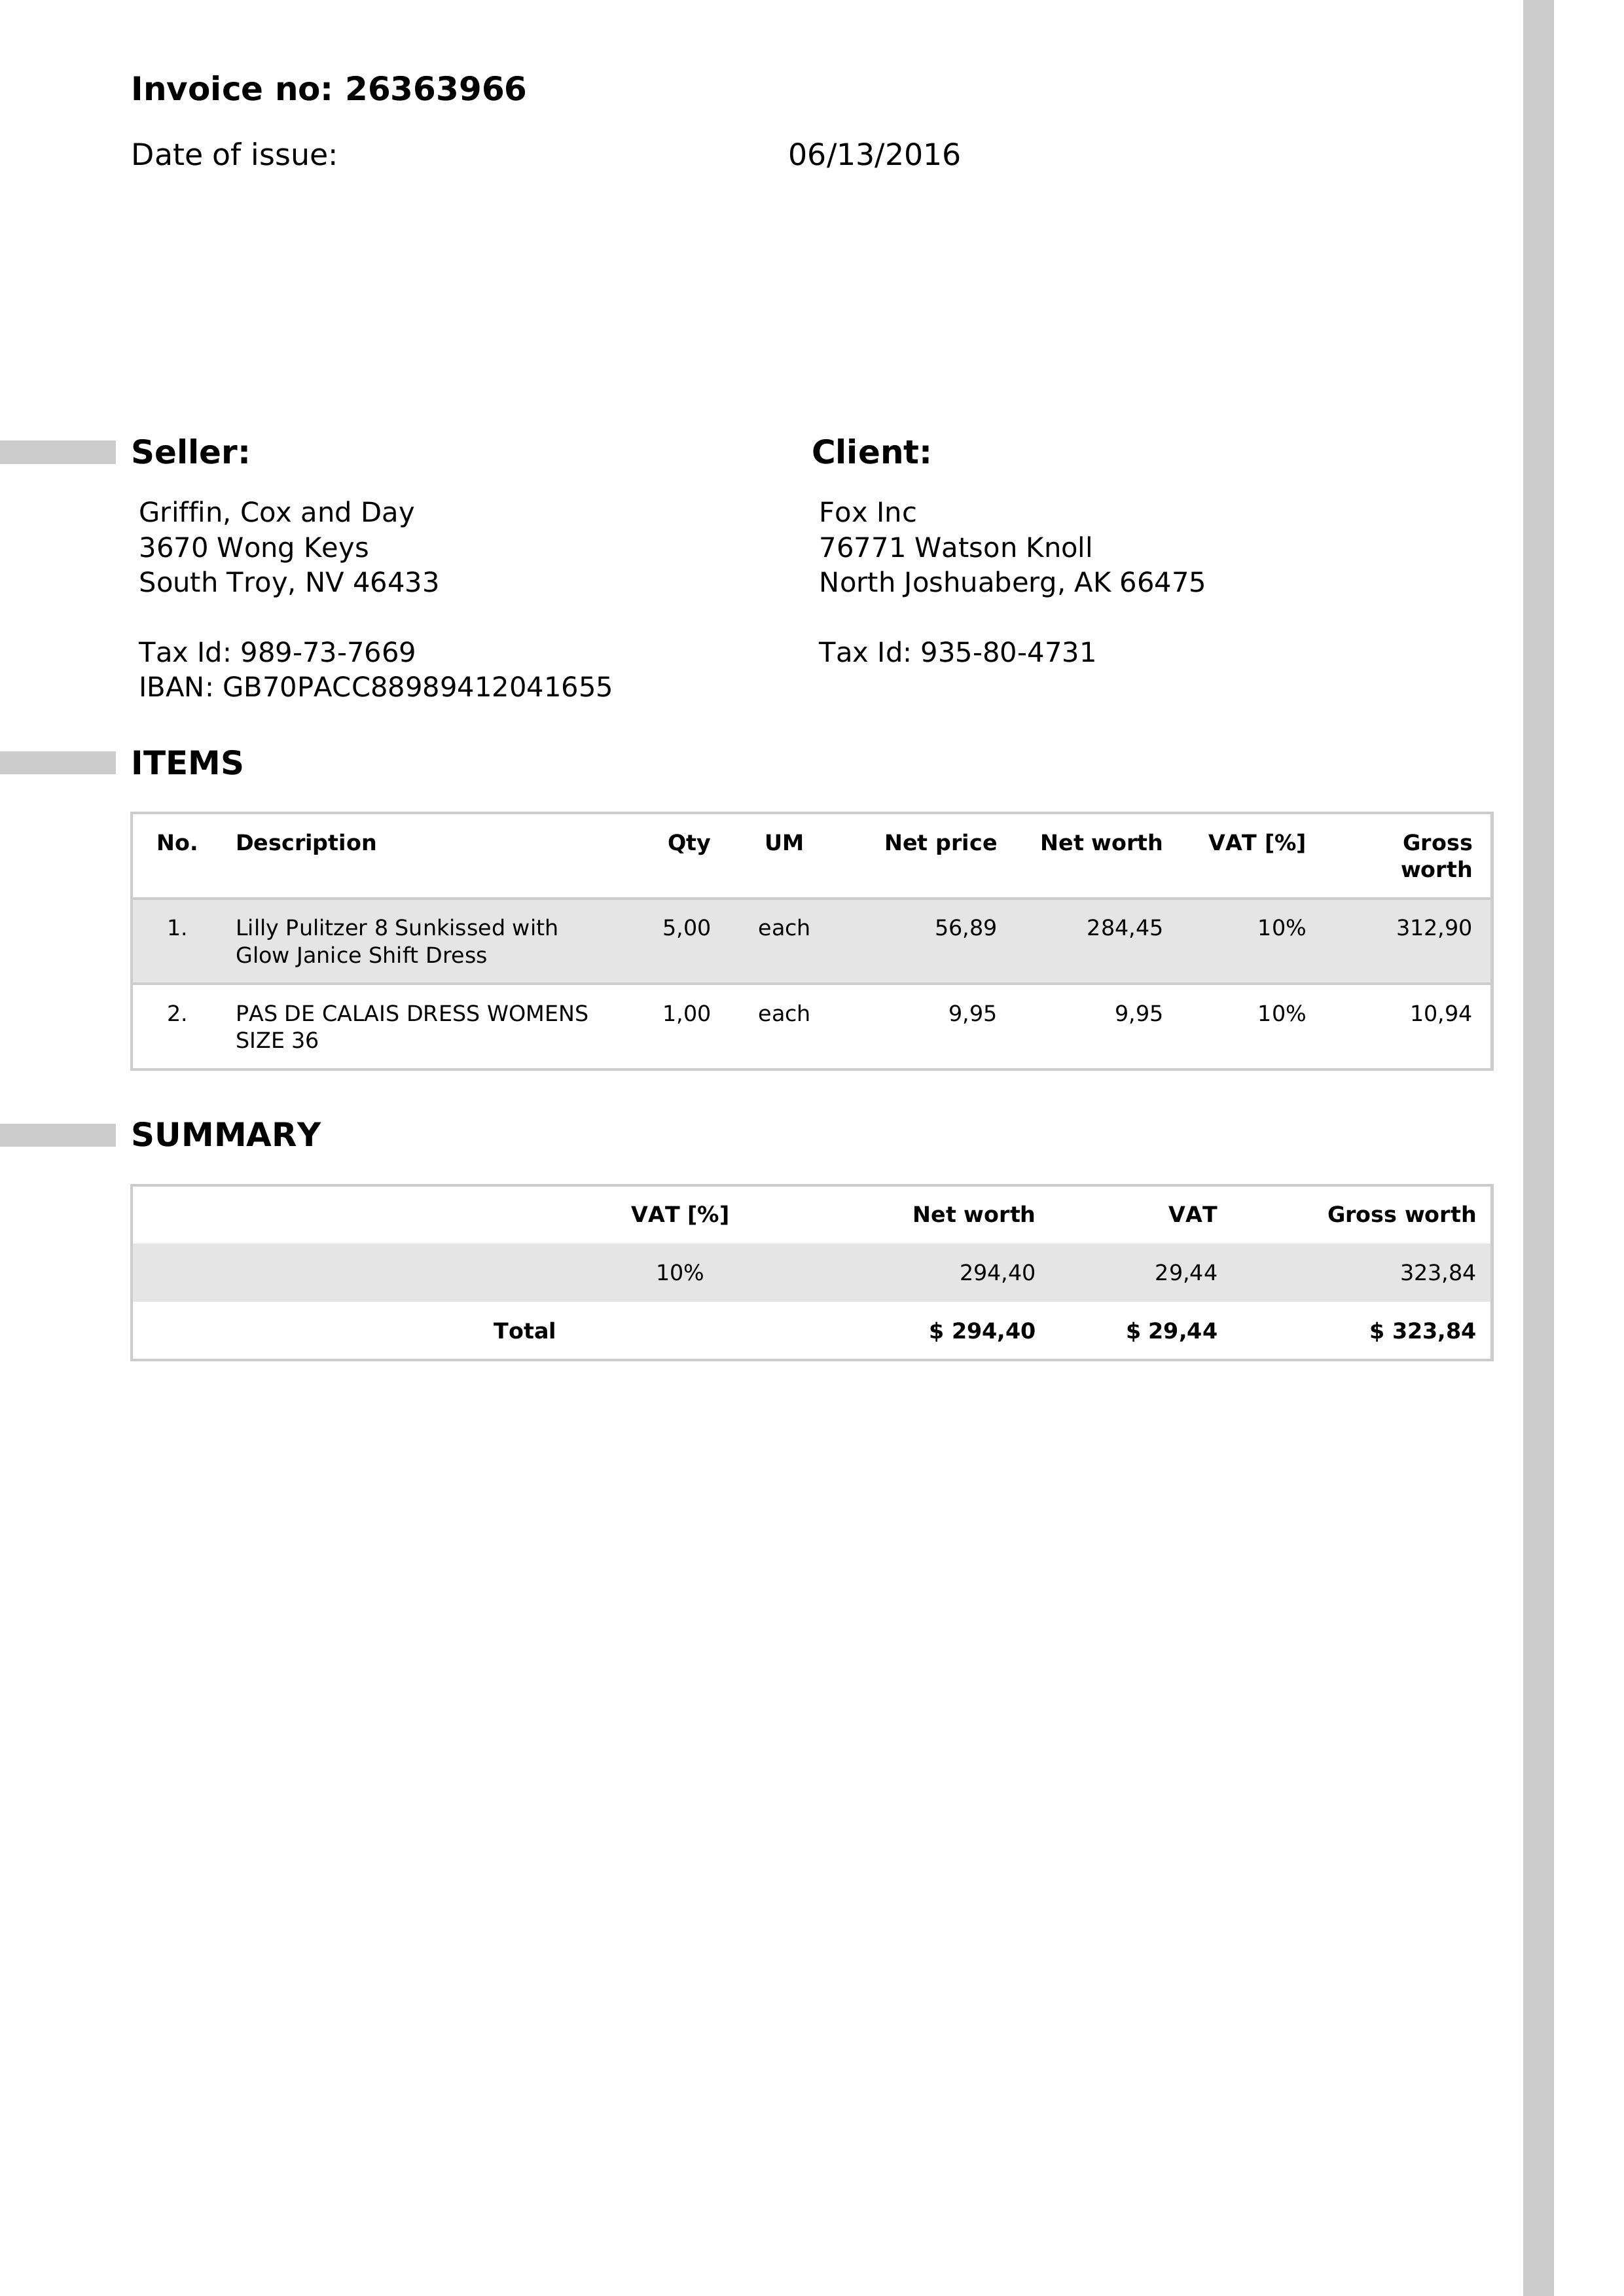 Invoice no: 26363966
Date of issue: 06/13/2016
Seller:
Griffin, Cox and Day
3670 Wong Keys
South Troy, NV 46433
Tax Id: 989-73-7669
IBAN: GB70PACC88989412041655
Client:
Fox Inc
76771 Watson Knoll
North Joshuaberg, AK 66475
Tax Id: 935-80-4731
ITEMS
No. Description Qty UM Net price Net worth VAT [%] Gross
worth
1. Lilly Pulitzer 8 Sunkissed with 5,00 each 56,89 284,45 10% 312,90
Glow Janice Shift Dress
2. PAS DE CALAIS DRESS WOMENS 1,00 each 9,95 9,95 10% 10,94
SIZE 36
SUMMARY
VAT [%] Net worth VAT Gross worth
10% 294,40 29,44 323,84
Total $ 294,40 $ 29,44 $ 323,84